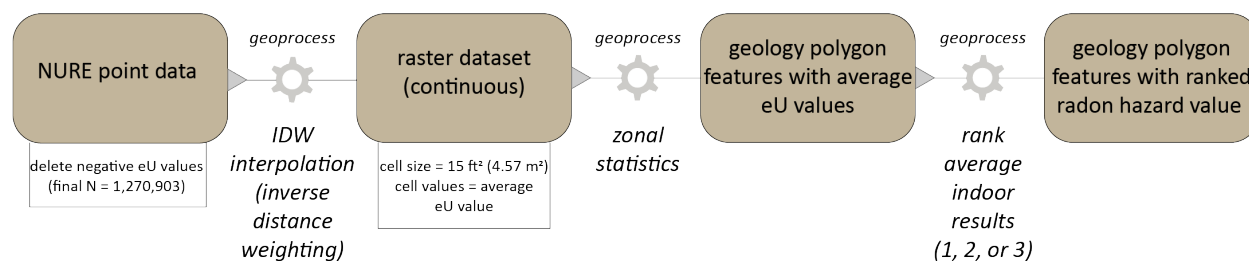 NURE point data
delete negative eU values
(final N = 1,270,903)
geoprocess
IDW
interpolation
(inverse
distance
weighting)
raster dataset
(continuous)
cell size = 15 ft² (4.57 m²)
cell values = average
eU value
geoprocess
zonal
statistics
geology polygon
features with average
eU values
geoprocess
rank
average
indoor
results
(1, 2, or 3)
geology polygon
features with ranked
radon hazard value